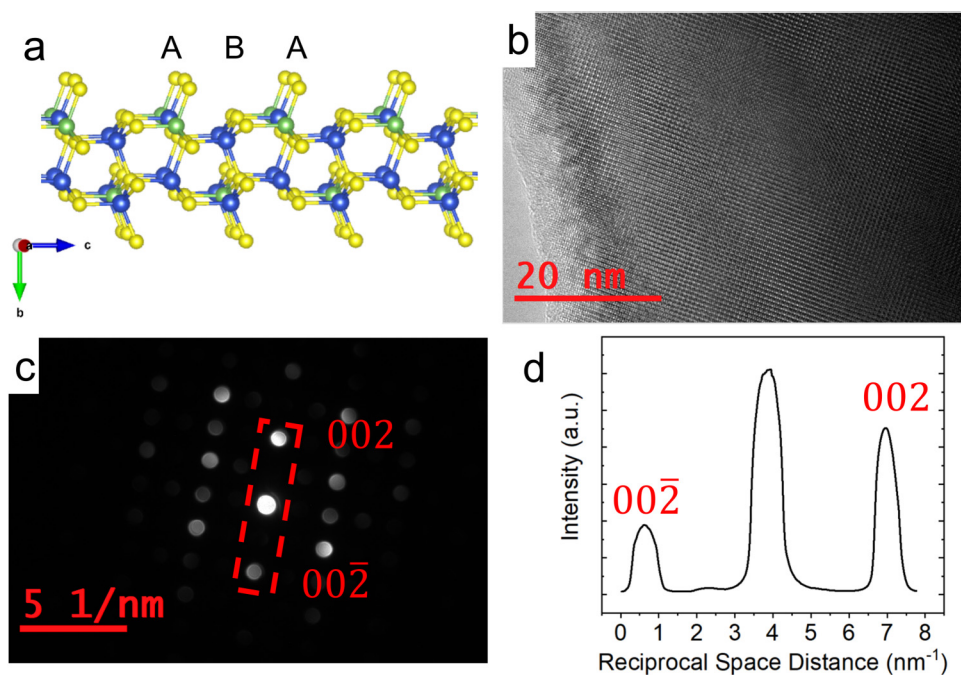 a
A B A
a
c
b
b
20 nm
c
002
002̅
5 1/nm
d
Intensity (a.u.)
002
002̅
0 1 2 3 4 5 6 7 8
Reciprocal Space Distance (nm⁻¹)